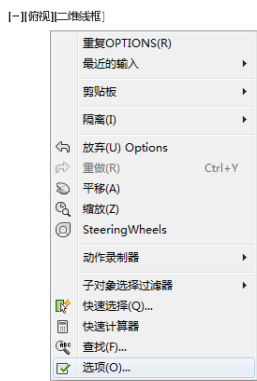 [-][俯视][二维线框]
重复OPTIONS(R)
最近的输入
剪贴板
隔离(I)
放弃(U) Options
重做(R) Ctrl+Y
平移(A)
缩放(Z)
SteeringWheels
动作录制器
子对象选择过滤器
快速选择(Q)...
快速计算器
查找(F)...
选项(O)...